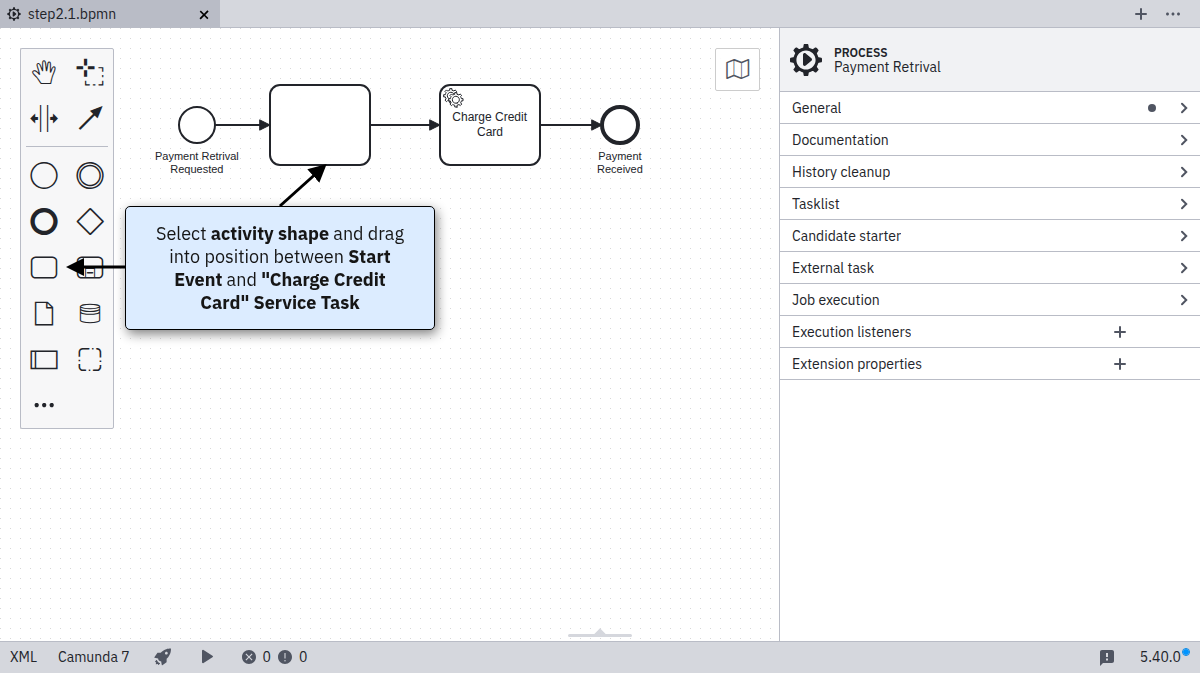 step2.1.bpmn
PROCESS
Payment Retrival
General
Documentation
History cleanup
Tasklist
Candidate starter
External task
Job execution
Execution listeners
Extension properties
Charge Credit
Card
Payment Retrival
Requested
Payment
Received
Select activity shape and drag
into position between Start
Event and "Charge Credit
Card" Service Task
XML Camunda 7 0 0 5.40.0